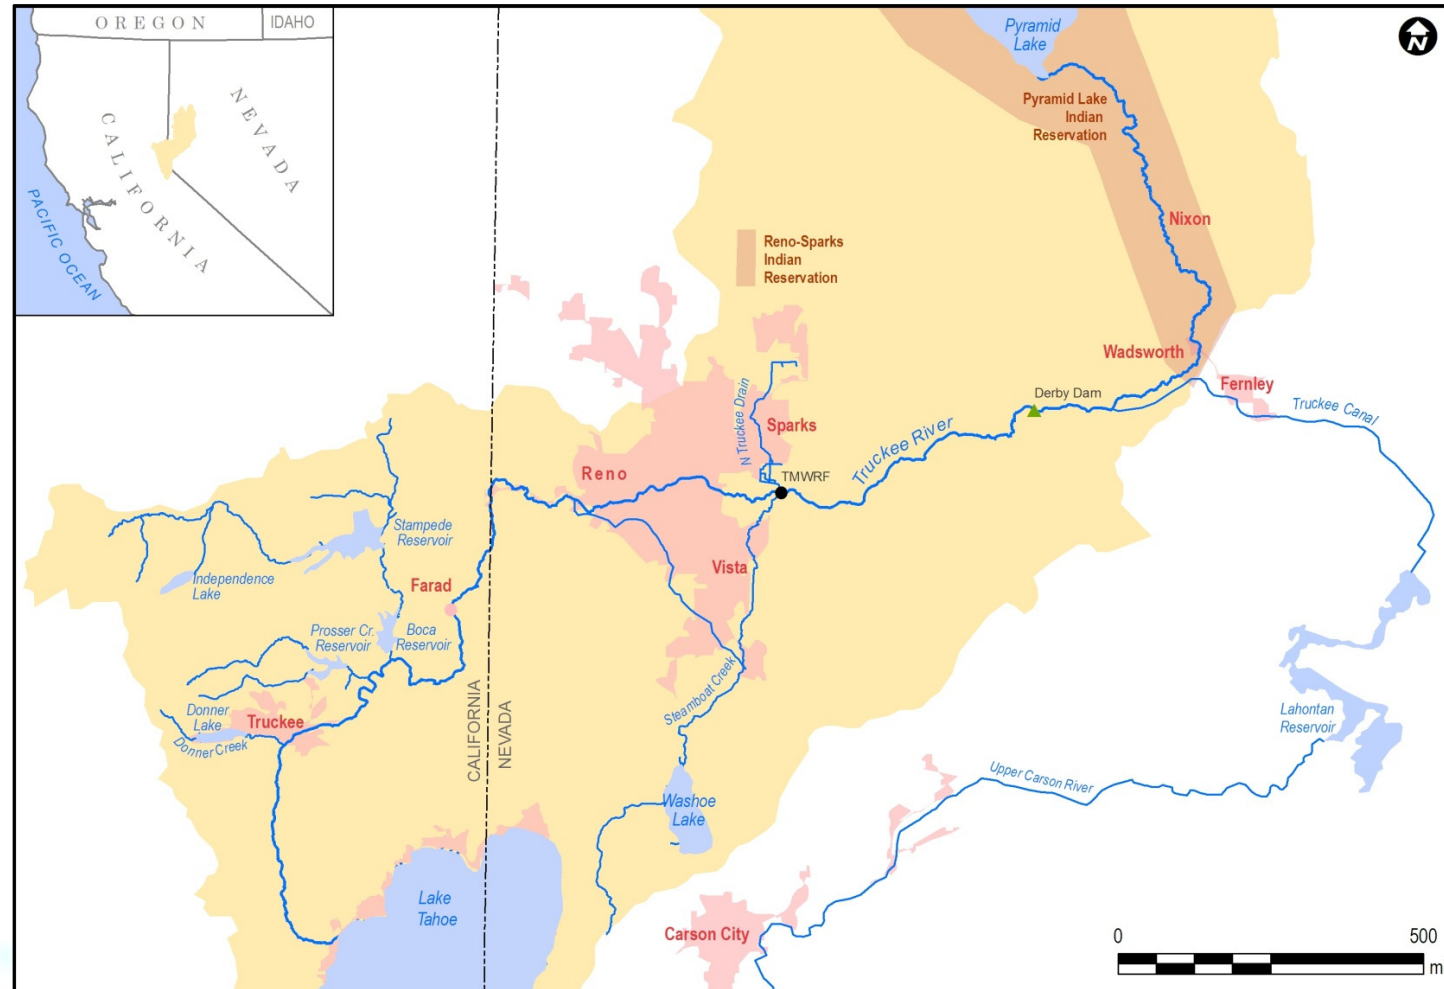 OREGON
IDAHO
NEVADA
CALIFORNIA
PACIFIC OCEAN
N
Pyramid
Lake
Pyramid Lake
Indian
Reservation
Nixon
Reno-Sparks
Indian
Reservation
Wadsworth
Fernley
Derby Dam
Truckee Canal
N Truckee Drain
Sparks
Truckee River
Reno
TMWRF
Stampede
Reservoir
Vista
Independence
Lake
Farad
Prosser Cr.
Reservoir
Boca
Reservoir
Steamboat Creek
Donner
Lake
Truckee
Donner Creek
CALIFORNIA
NEVADA
Lahontan
Reservoir
Upper Carson River
Washoe
Lake
Lake
Tahoe
Carson City
0 500
m